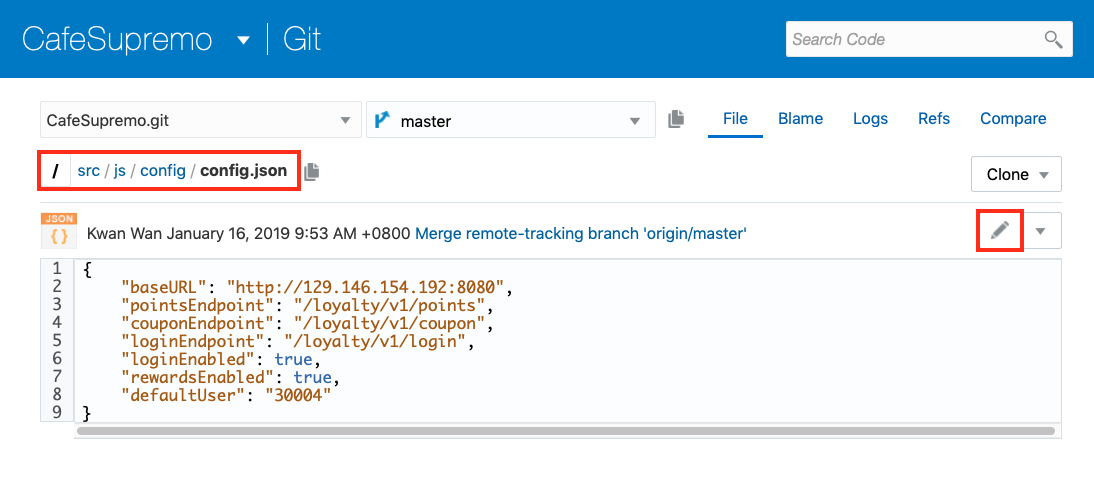 CafeSupremo Git
Search Code
CafeSupremo.git master File Blame Logs Refs Compare
/ src / js / config / config.json
Clone
JSON
{ }
Kwan Wan January 16, 2019 9:53 AM +0800 Merge remote-tracking branch 'origin/master'
1 {
2 "baseURL": "http://129.146.154.192:8080",
3 "pointsEndpoint": "/loyalty/v1/points",
4 "couponEndpoint": "/loyalty/v1/coupon",
5 "loginEndpoint": "/loyalty/v1/login",
6 "loginEnabled": true,
7 "rewardsEnabled": true,
8 "defaultUser": "30004"
9 }